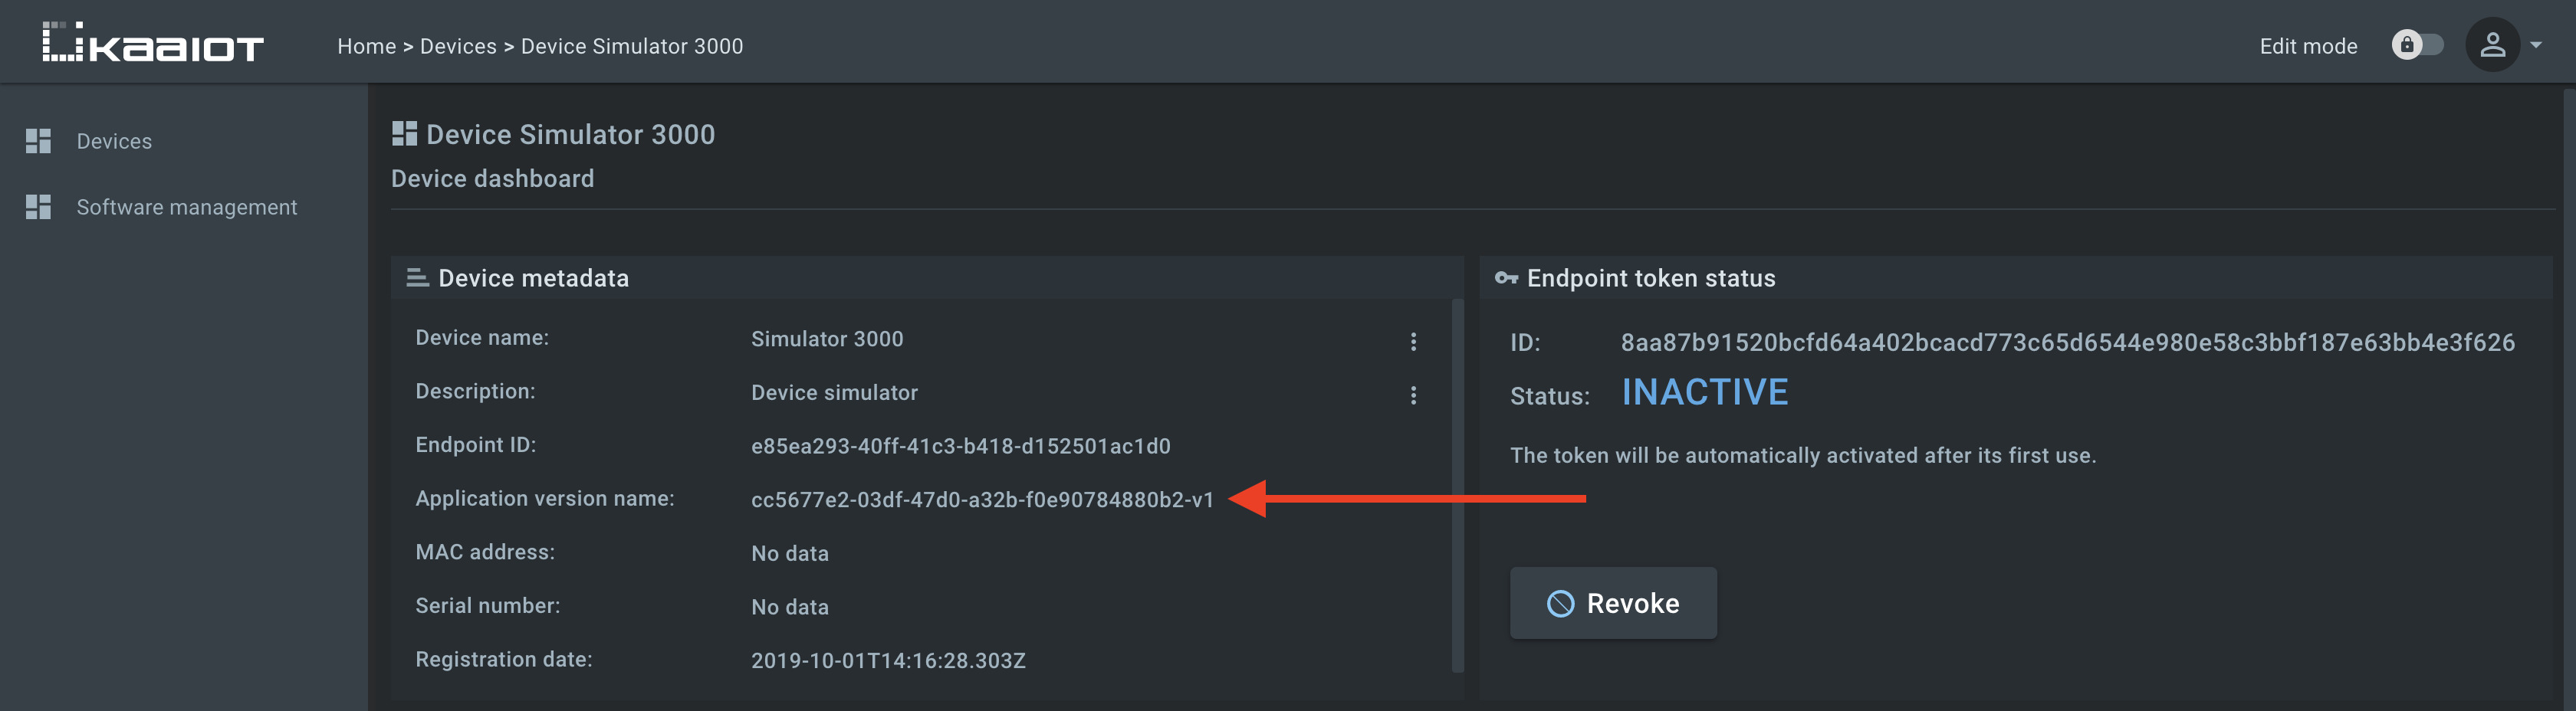 KaaIoT
Home > Devices > Device Simulator 3000
Edit mode
Devices
Software management
Device Simulator 3000
Device dashboard
Device metadata
Device name: Simulator 3000
Description: Device simulator
Endpoint ID: e85ea293-40ff-41c3-b418-d152501ac1d0
Application version name: cc5677e2-03df-47d0-a32b-f0e90784880b2-v1
MAC address: No data
Serial number: No data
Registration date: 2019-10-01T14:16:28.303Z
Endpoint token status
ID: 8aa87b91520bcfd64a402bcacd773c65d6544e980e58c3bbf187e63bb4e3f626
Status: INACTIVE
The token will be automatically activated after its first use.
Revoke